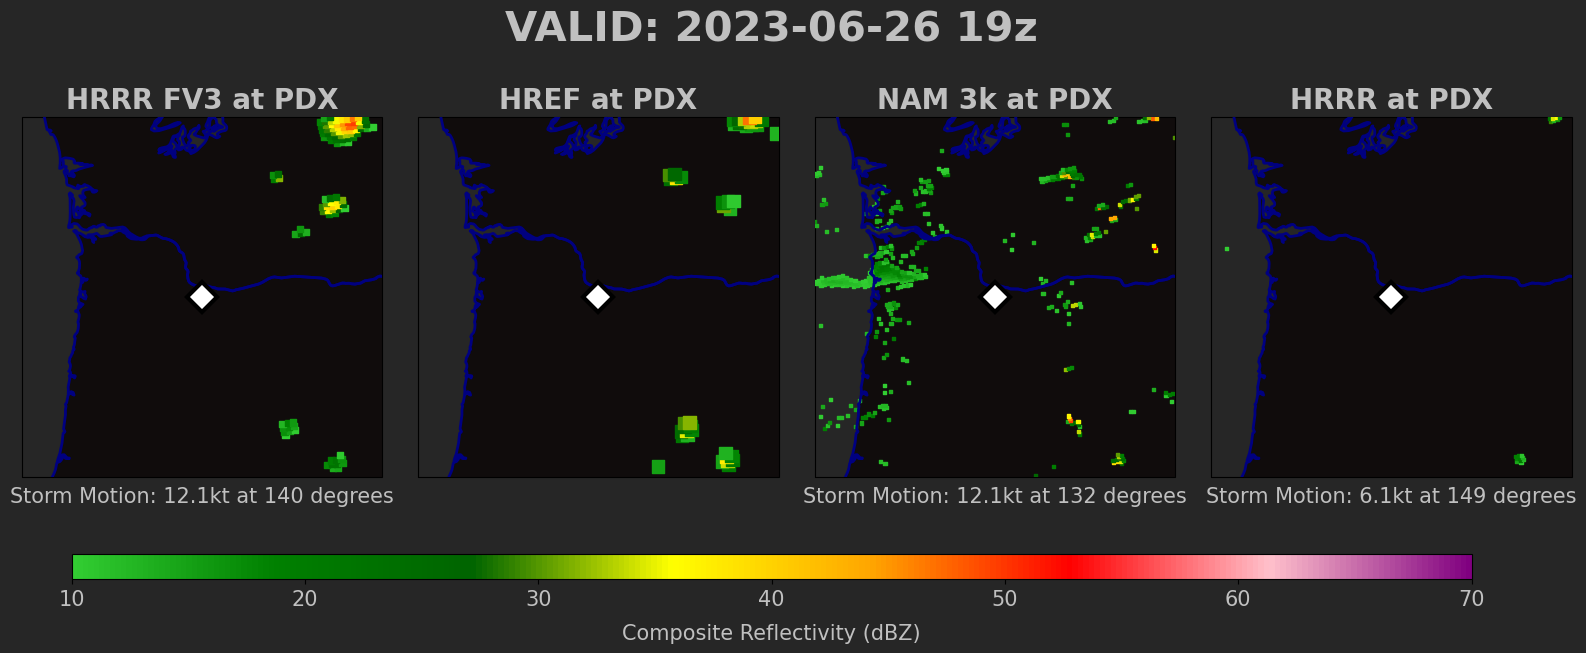 VALID: 2023-06-26 19z
HRRR FV3 at PDX
HREF at PDX
NAM 3k at PDX
HRRR at PDX
Storm Motion: 12.1kt at 140 degrees
Storm Motion: 12.1kt at 132 degrees
Storm Motion: 6.1kt at 149 degrees
10 20 30 40 50 60 70
Composite Reflectivity (dBZ)